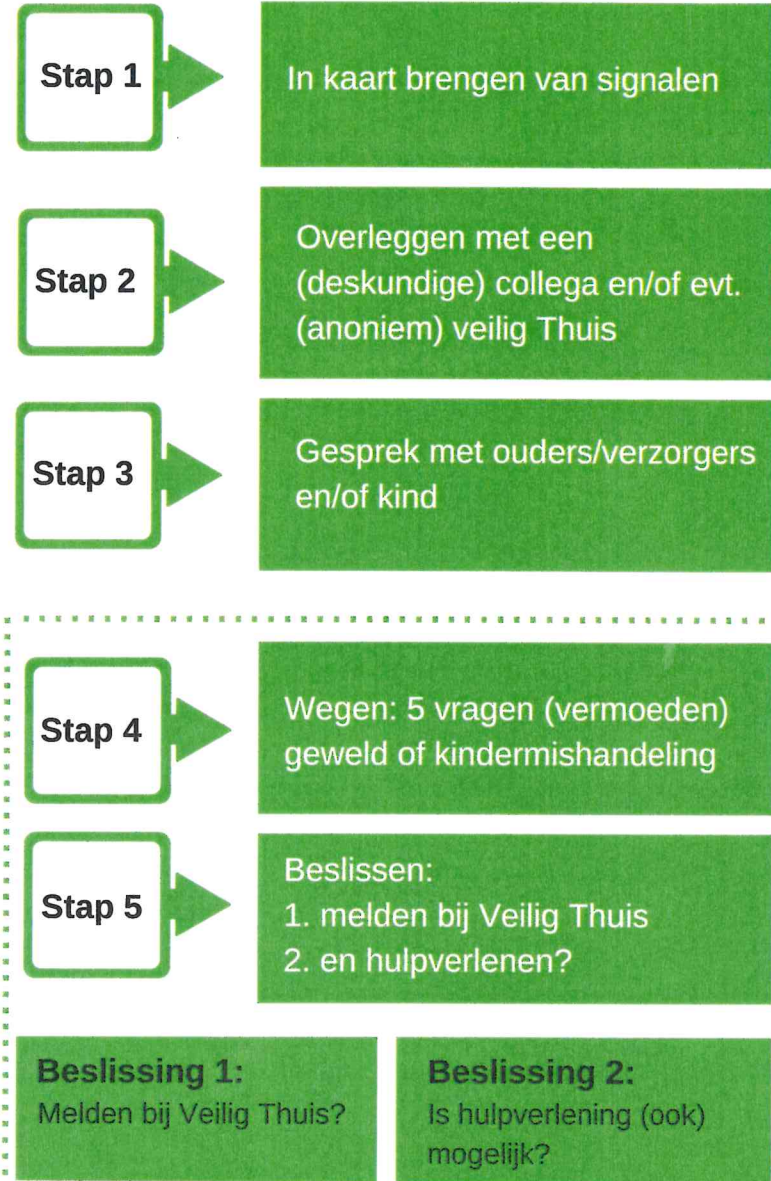 Stap 1
In kaart brengen van signalen
Stap 2
Overleggen met een
(deskundige) collega en/of evt.
(anoniem) veilig Thuis
Stap 3
Gesprek met ouders/verzorgers
en/of kind
Stap 4
Wegen: 5 vragen (vermoeden)
geweld of kindermishandeling
Stap 5
Beslissen:
1. melden bij Veilig Thuis
2. en hulpverlenen?
Beslissing 1:
Melden bij Veilig Thuis?
Beslissing 2:
Is hulpverlening (ook)
mogelijk?